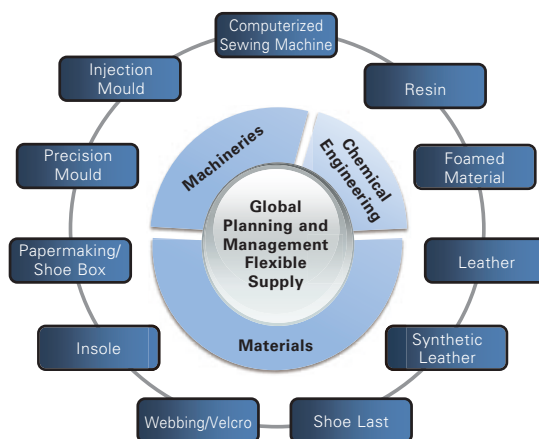 Computerized
Sewing Machine
Injection
Mould
Resin
Precision
Mould
Machineries
Chemical
Engineering
Foamed
Material
Global
Planning and
Management
Flexible
Supply
Papermaking/
Shoe Box
Leather
Insole
Materials
Synthetic
Leather
Webbing/Velcro
Shoe Last